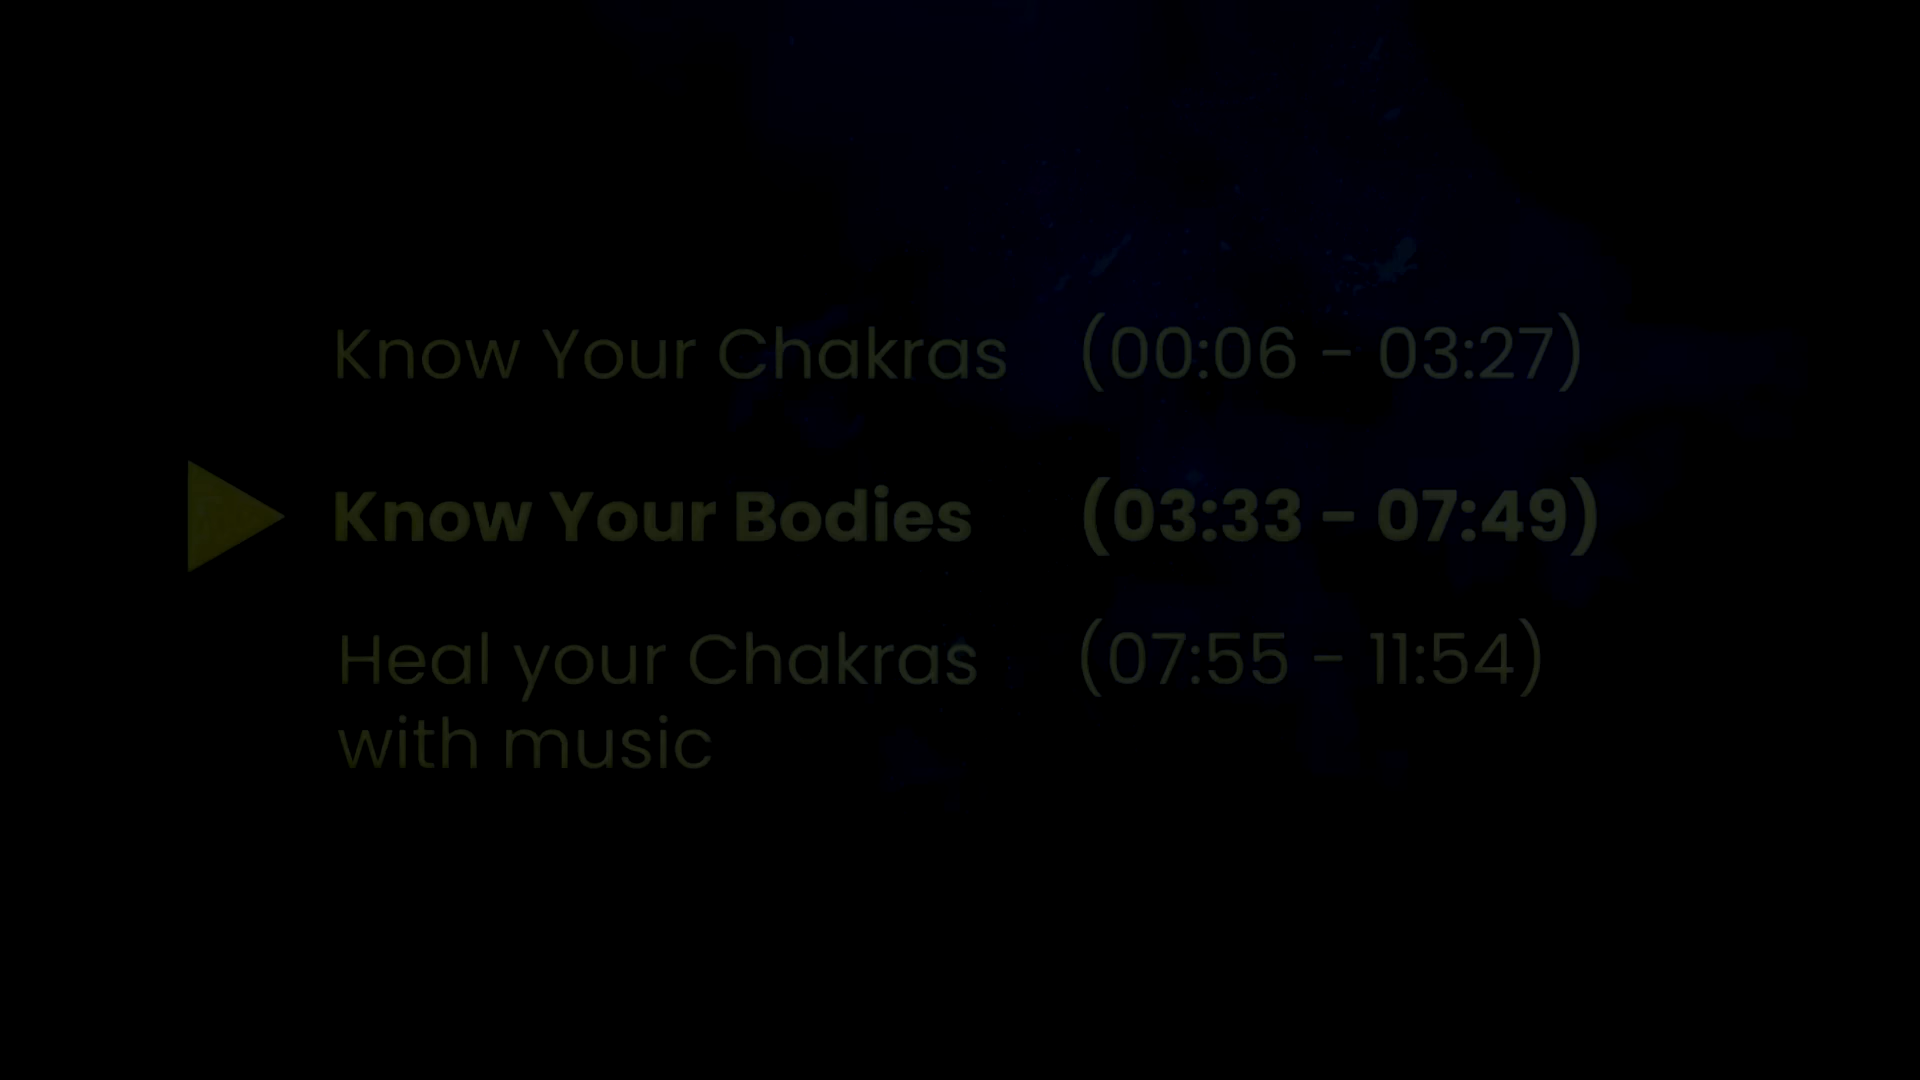 Know Your Chakras (00:06 - 03:27)
Know Your Bodies (03:33 - 07:49)
Heal your Chakras (07:55 - 11:54)
with music